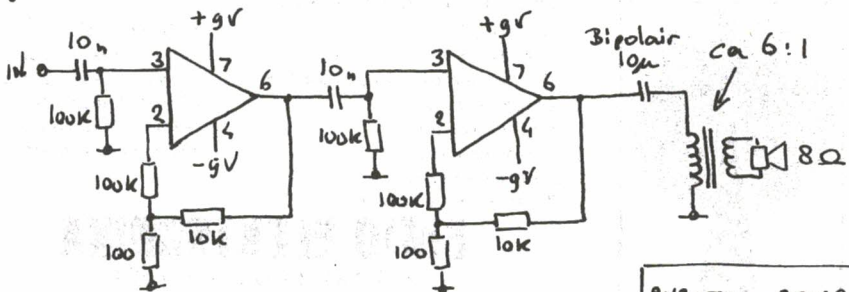 +9V +9V
Bipolair ca 6:1
10n 10n 10µ
IN 3 7 6 3 7 6
100K 2 4 100K 2 4
-9V -9V 8Ω
100K 100K
10K 10K
100 100